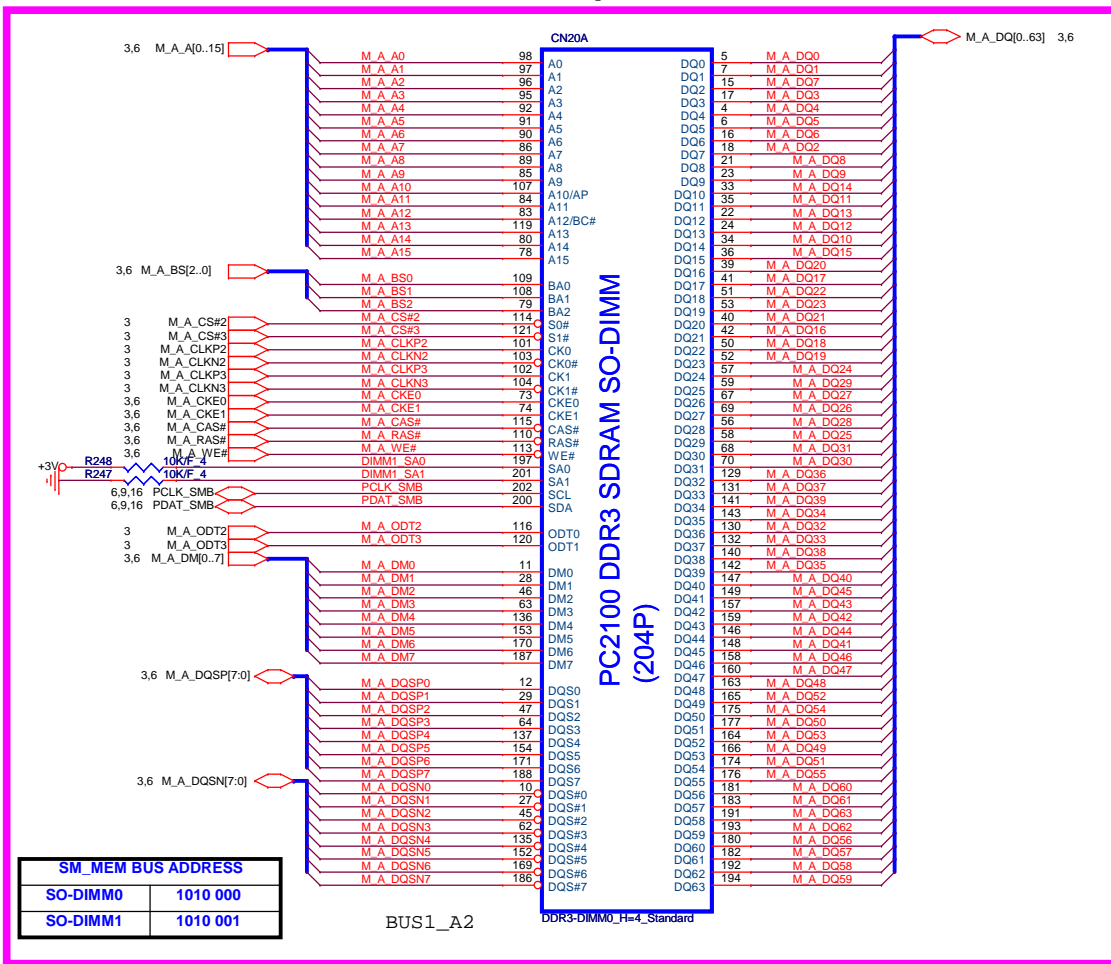 CN20A
3,6 M_A_A[0..15]
M_A_DQ[0..63] 3,6
M_A_A0 98 A0
M_A_A1 97 A1
M_A_A2 96 A2
M_A_A3 95 A3
M_A_A4 92 A4
M_A_A5 91 A5
M_A_A6 90 A6
M_A_A7 86 A7
M_A_A8 89 A8
M_A_A9 85 A9
M_A_A10 107 A10/AP
M_A_A11 84 A11
M_A_A12 83 A12/BC#
M_A_A13 119 A13
M_A_A14 80 A14
M_A_A15 78 A15
3,6 M_A_BS[2..0]
M_A_BS0 109 BA0
M_A_BS1 108 BA1
M_A_BS2 79 BA2
3 M_A_CS#2 M_A_CS#2 114 S0#
3 M_A_CS#3 M_A_CS#3 121 S1#
3 M_A_CLKP2 M_A_CLKP2 101 CK0
3 M_A_CLKN2 M_A_CLKN2 103 CK0#
3 M_A_CLKP3 M_A_CLKP3 102 CK1
3 M_A_CLKN3 M_A_CLKN3 104 CK1#
3,6 M_A_CKE0 M_A_CKE0 73 CKE0
3,6 M_A_CKE1 M_A_CKE1 74 CKE1
3,6 M_A_CAS# M_A_CAS# 115 CAS#
3,6 M_A_RAS# M_A_RAS# 110 RAS#
3,6 M_A_WE# M_A_WE# 113 WE#
+3V R248 10K/F_4 DIMM1_SA0 197 SA0
R247 10K/F_4 DIMM1_SA1 201 SA1
6,9,16 PCLK_SMB PCLK_SMB 202 SCL
6,9,16 PDAT_SMB PDAT_SMB 200 SDA
3 M_A_ODT2 M_A_ODT2 116 ODT0
3 M_A_ODT3 M_A_ODT3 120 ODT1
3,6 M_A_DM[0..7]
M_A_DM0 11 DM0
M_A_DM1 28 DM1
M_A_DM2 46 DM2
M_A_DM3 63 DM3
M_A_DM4 136 DM4
M_A_DM5 153 DM5
M_A_DM6 170 DM6
M_A_DM7 187 DM7
3,6 M_A_DQSP[7:0]
M_A_DQSP0 12 DQS0
M_A_DQSP1 29 DQS1
M_A_DQSP2 47 DQS2
M_A_DQSP3 64 DQS3
M_A_DQSP4 137 DQS4
M_A_DQSP5 154 DQS5
M_A_DQSP6 171 DQS6
M_A_DQSP7 188 DQS7
3,6 M_A_DQSN[7:0]
M_A_DQSN0 10 DQS#0
M_A_DQSN1 27 DQS#1
M_A_DQSN2 45 DQS#2
M_A_DQSN3 62 DQS#3
M_A_DQSN4 135 DQS#4
M_A_DQSN5 152 DQS#5
M_A_DQSN6 169 DQS#6
M_A_DQSN7 186 DQS#7
PC2100 DDR3 SDRAM SO-DIMM
(204P)
DQ0 5 M_A_DQ0
DQ1 7 M_A_DQ1
DQ2 15 M_A_DQ7
DQ3 17 M_A_DQ3
DQ4 4 M_A_DQ4
DQ5 6 M_A_DQ5
DQ6 16 M_A_DQ6
DQ7 18 M_A_DQ2
DQ8 21 M_A_DQ8
DQ9 23 M_A_DQ9
DQ10 33 M_A_DQ14
DQ11 35 M_A_DQ11
DQ12 22 M_A_DQ13
DQ13 24 M_A_DQ12
DQ14 34 M_A_DQ10
DQ15 36 M_A_DQ15
DQ16 39 M_A_DQ20
DQ17 41 M_A_DQ17
DQ18 51 M_A_DQ22
DQ19 53 M_A_DQ23
DQ20 40 M_A_DQ21
DQ21 42 M_A_DQ16
DQ22 50 M_A_DQ18
DQ23 52 M_A_DQ19
DQ24 57 M_A_DQ24
DQ25 59 M_A_DQ29
DQ26 67 M_A_DQ27
DQ27 69 M_A_DQ26
DQ28 56 M_A_DQ28
DQ29 58 M_A_DQ25
DQ30 68 M_A_DQ31
DQ31 70 M_A_DQ30
DQ32 129 M_A_DQ36
DQ33 131 M_A_DQ37
DQ34 141 M_A_DQ39
DQ35 143 M_A_DQ34
DQ36 130 M_A_DQ32
DQ37 132 M_A_DQ33
DQ38 140 M_A_DQ38
DQ39 142 M_A_DQ35
DQ40 147 M_A_DQ40
DQ41 149 M_A_DQ45
DQ42 157 M_A_DQ43
DQ43 159 M_A_DQ42
DQ44 146 M_A_DQ44
DQ45 148 M_A_DQ41
DQ46 158 M_A_DQ46
DQ47 160 M_A_DQ47
DQ48 163 M_A_DQ48
DQ49 165 M_A_DQ52
DQ50 175 M_A_DQ54
DQ51 177 M_A_DQ50
DQ52 164 M_A_DQ53
DQ53 166 M_A_DQ49
DQ54 174 M_A_DQ51
DQ55 176 M_A_DQ55
DQ56 181 M_A_DQ60
DQ57 183 M_A_DQ61
DQ58 191 M_A_DQ63
DQ59 193 M_A_DQ62
DQ60 180 M_A_DQ56
DQ61 182 M_A_DQ57
DQ62 192 M_A_DQ58
DQ63 194 M_A_DQ59
SM_MEM BUS ADDRESS
SO-DIMM0 1010 000
SO-DIMM1 1010 001
BUS1_A2
DDR3-DIMM0_H=4_Standard